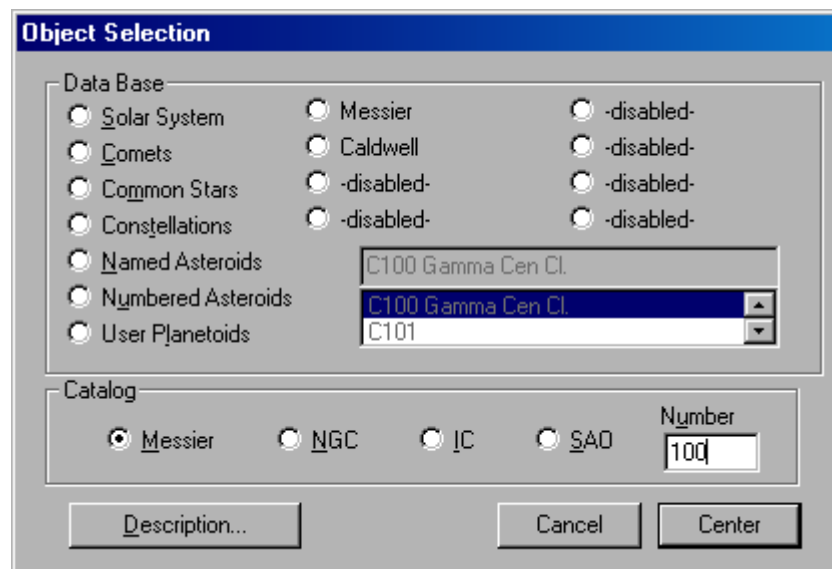 Object Selection
Data Base
Solar System
Comets
Common Stars
Constellations
Named Asteroids
Numbered Asteroids
User Planetoids
Messier
Caldwell
-disabled-
-disabled-
-disabled-
-disabled-
-disabled-
-disabled-
C100 Gamma Cen Cl.
C100 Gamma Cen Cl.
C101
Catalog
Messier
NGC
IC
SAO
Number
100
Description...
Cancel
Center